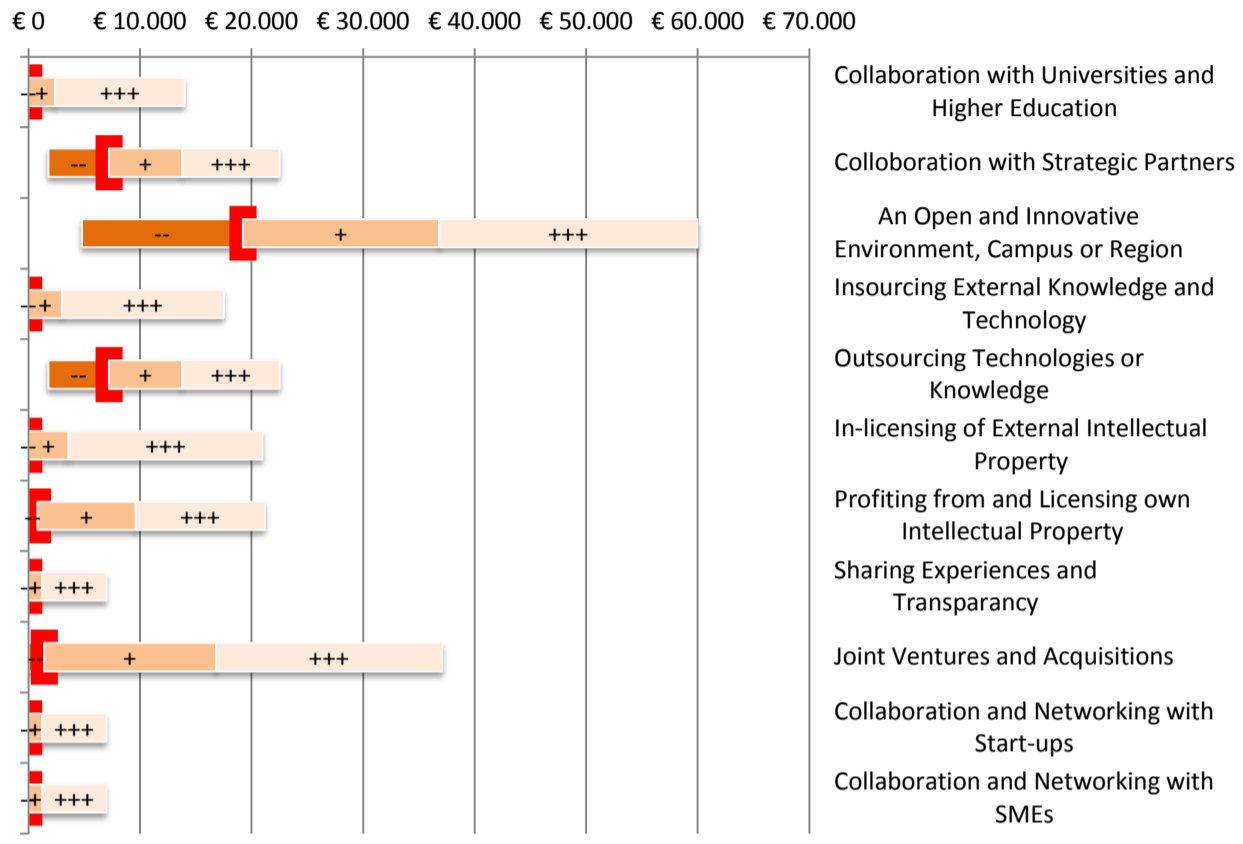 € 0 € 10.000 € 20.000 € 30.000 € 40.000 € 50.000 € 60.000 € 70.000
-- + +++ Collaboration with Universities and
Higher Education
-- + +++ Colloboration with Strategic Partners
An Open and Innovative
-- + +++ Environment, Campus or Region
-- + +++ Insourcing External Knowledge and
Technology
-- + +++ Outsourcing Technologies or
Knowledge
-- + +++ In-licensing of External Intellectual
Property
-- + +++ Profiting from and Licensing own
Intellectual Property
-- + +++ Sharing Experiences and
Transparancy
-- + +++ Joint Ventures and Acquisitions
-- + +++ Collaboration and Networking with
Start-ups
-- + +++ Collaboration and Networking with
SMEs